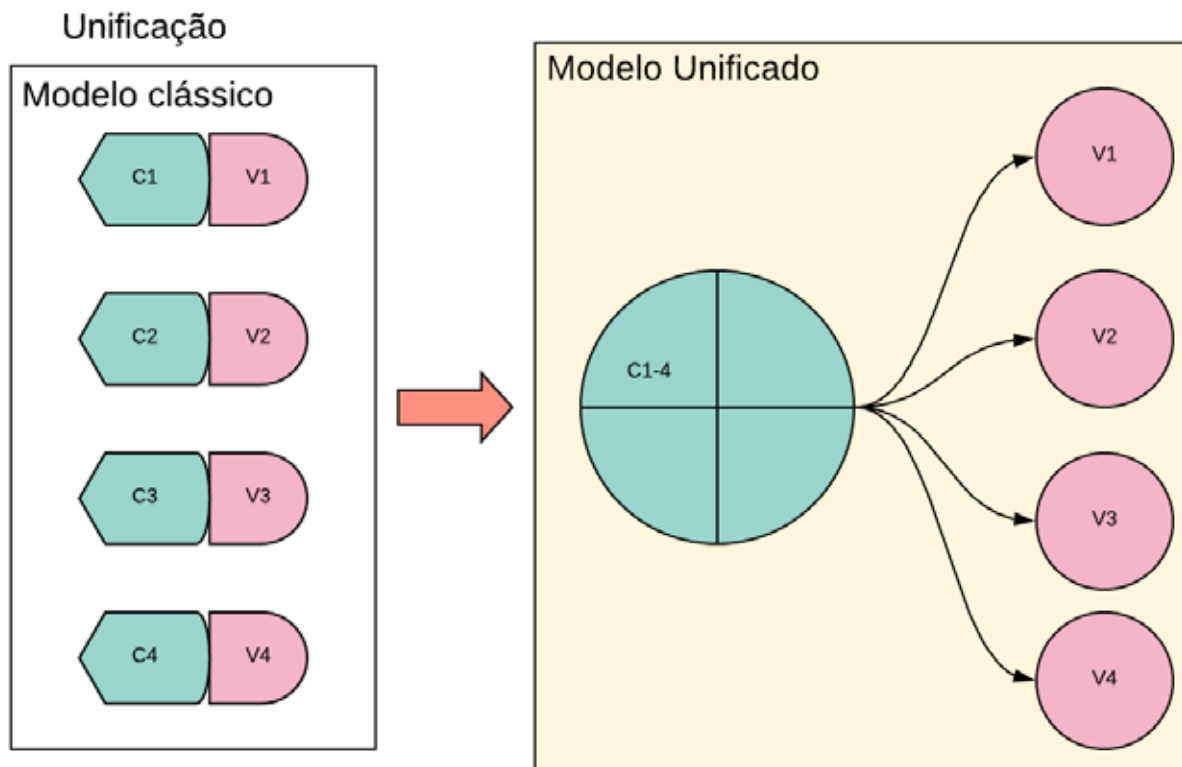 Unificação
Modelo clássico
C1 V1
C2 V2
C3 V3
C4 V4
Modelo Unificado
C1-4
V1
V2
V3
V4